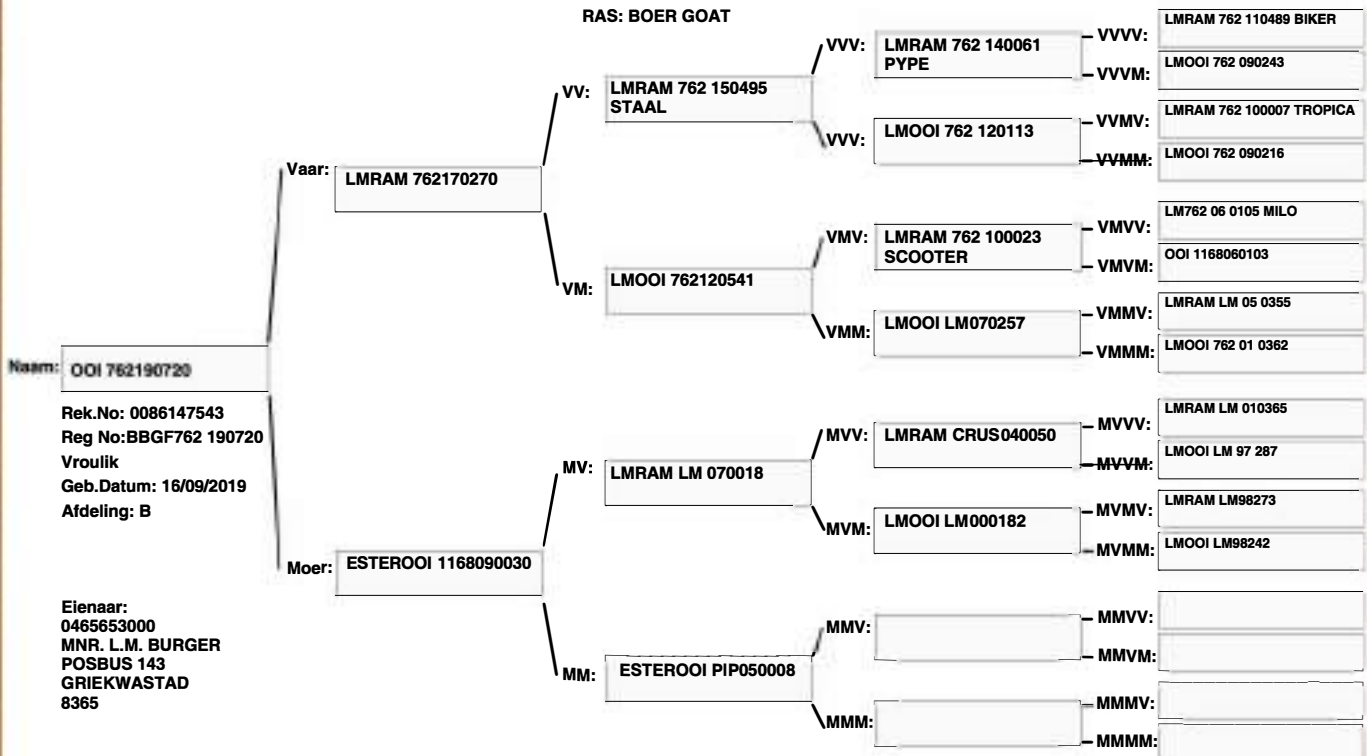 RAS: BOER GOAT
Naam: OOI 762190720
Rek.No: 0086147543
Reg No:BBGF762 190720
Vroulik
Geb.Datum: 16/09/2019
Afdeling: B
Eienaar:
0465653000
MNR. L.M. BURGER
POSBUS 143
GRIEKWASTAD
8365
Vaar: LMRAM 762170270
Moer: ESTEROOI 1168090030
VV: LMRAM 762 150495
STAAL
VM: LMOOI 762120541
MV: LMRAM LM 070018
MM: ESTEROOI PIP050008
VVV: LMRAM 762 140061
PYPE
VVV: LMOOI 762 120113
VMV: LMRAM 762 100023
SCOOTER
VMM: LMOOI LM070257
MVV: LMRAM CRUS040050
MVM: LMOOI LM000182
MMV:
MMM:
VVVV: LMRAM 762 110489 BIKER
VVVM: LMOOI 762 090243
VVMV: LMRAM 762 100007 TROPICA
VVMM: LMOOI 762 090216
VMVV: LM762 06 0105 MILO
VMVM: OOI 1168060103
VMMV: LMRAM LM 05 0355
VMMM: LMOOI 762 01 0362
MVVV: LMRAM LM 010365
MVVM: LMOOI LM 97 287
MVMV: LMRAM LM98273
MVMM: LMOOI LM98242
MMVV:
MMVM:
MMMV:
MMMM: